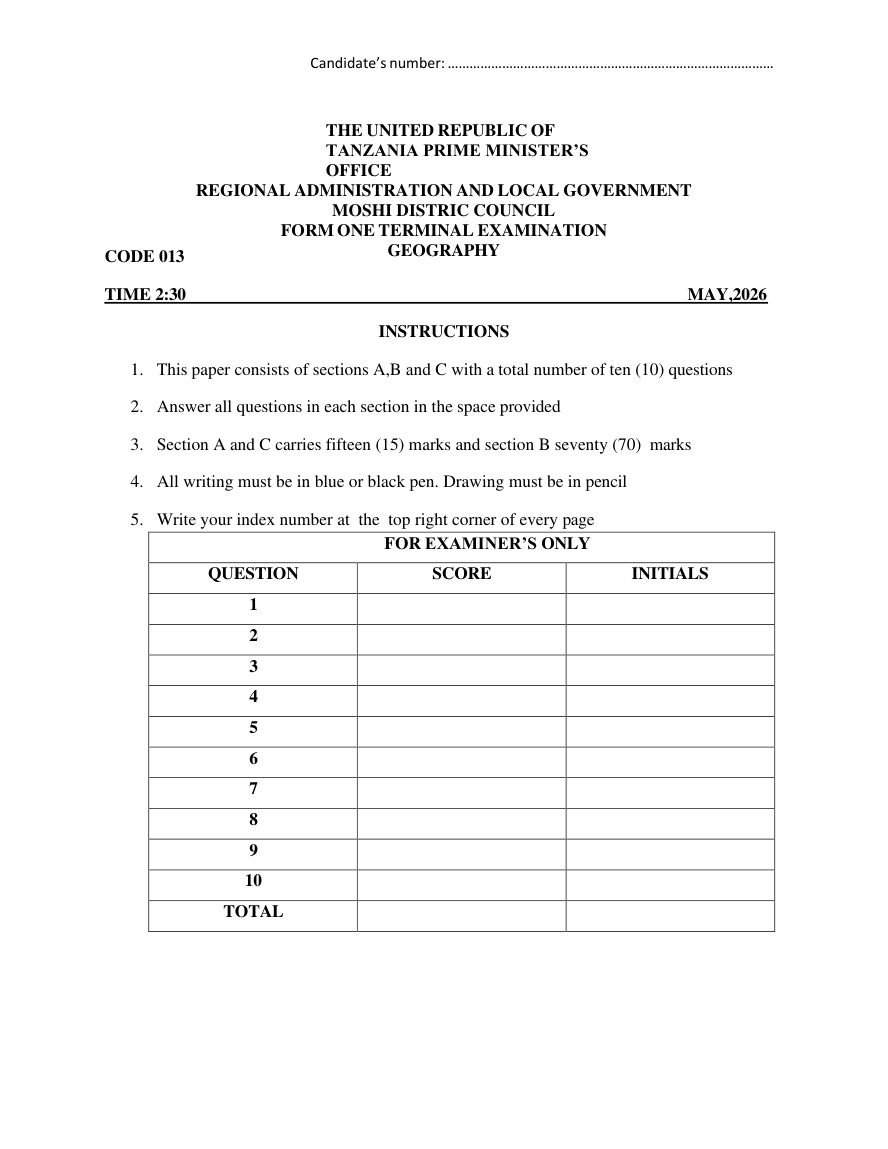 Candidate’s number: ………………………………………………………………………………
THE UNITED REPUBLIC OF
TANZANIA PRIME MINISTER’S
OFFICE
REGIONAL ADMINISTRATION AND LOCAL GOVERNMENT
MOSHI DISTRIC COUNCIL
FORM ONE TERMINAL EXAMINATION
GEOGRAPHY
CODE 013
TIME 2:30 MAY,2026
INSTRUCTIONS
1. This paper consists of sections A,B and C with a total number of ten (10) questions
2. Answer all questions in each section in the space provided
3. Section A and C carries fifteen (15) marks and section B seventy (70) marks
4. All writing must be in blue or black pen. Drawing must be in pencil
5. Write your index number at the top right corner of every page
FOR EXAMINER’S ONLY
QUESTION SCORE INITIALS
1
2
3
4
5
6
7
8
9
10
TOTAL